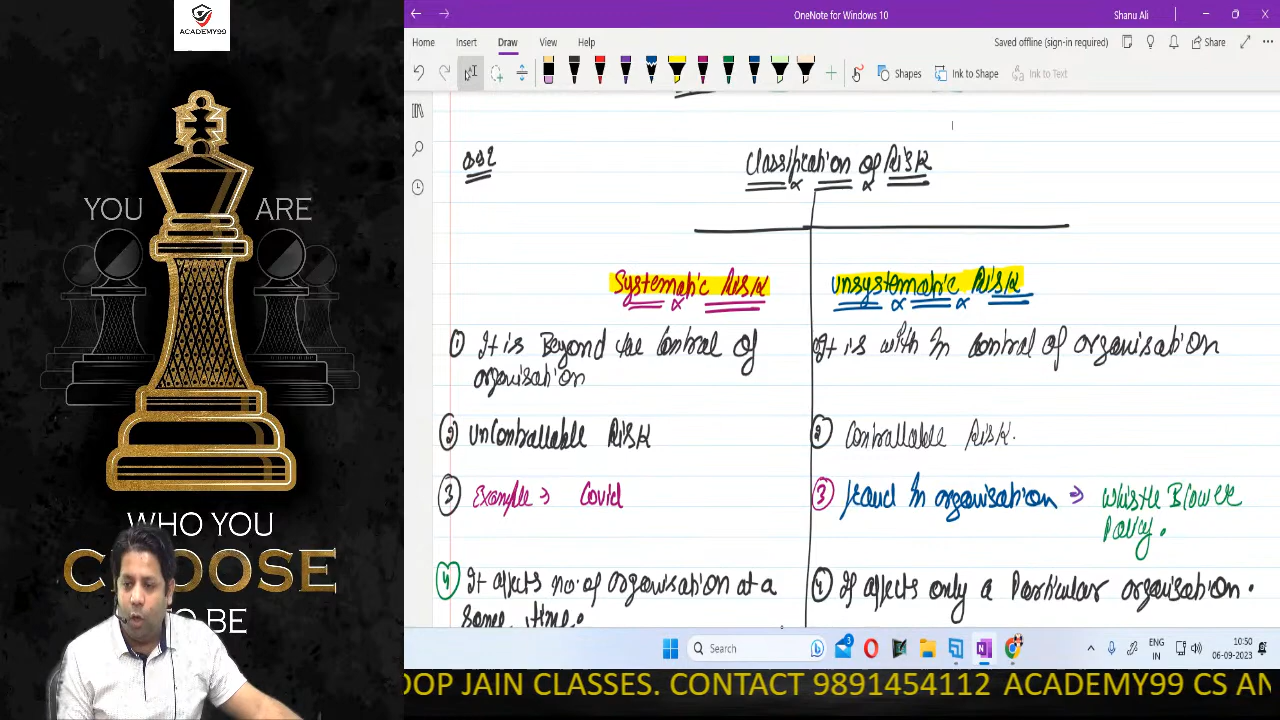 ACADEMY99
YOU ARE
WHO YOU
CHOOSE
TO BE
OneNote for Windows 10
Shanu Ali
Home Insert Draw View Help
Saved offline (sign-in required)
Share
Shapes
Ink to Shape
Ink to Text
Classification of Risk
Systematic Risk
Unsystematic Risk
① It is Beyond the Control of
organisation
It is with In Control of organisation
② Uncontrollable Risk
② Controllable Risk.
③ Example ⇒ Covid
③ fraud In organisation ⇒ Whistle Blower
Policy.
④ It affects no. of organisation at a
Same time.
④ If affects only a Particular organisation.
Search
3
ENG
IN
10:50
06-09-2023
OOP JAIN CLASSES. CONTACT 9891454112 ACADEMY99 CS AN